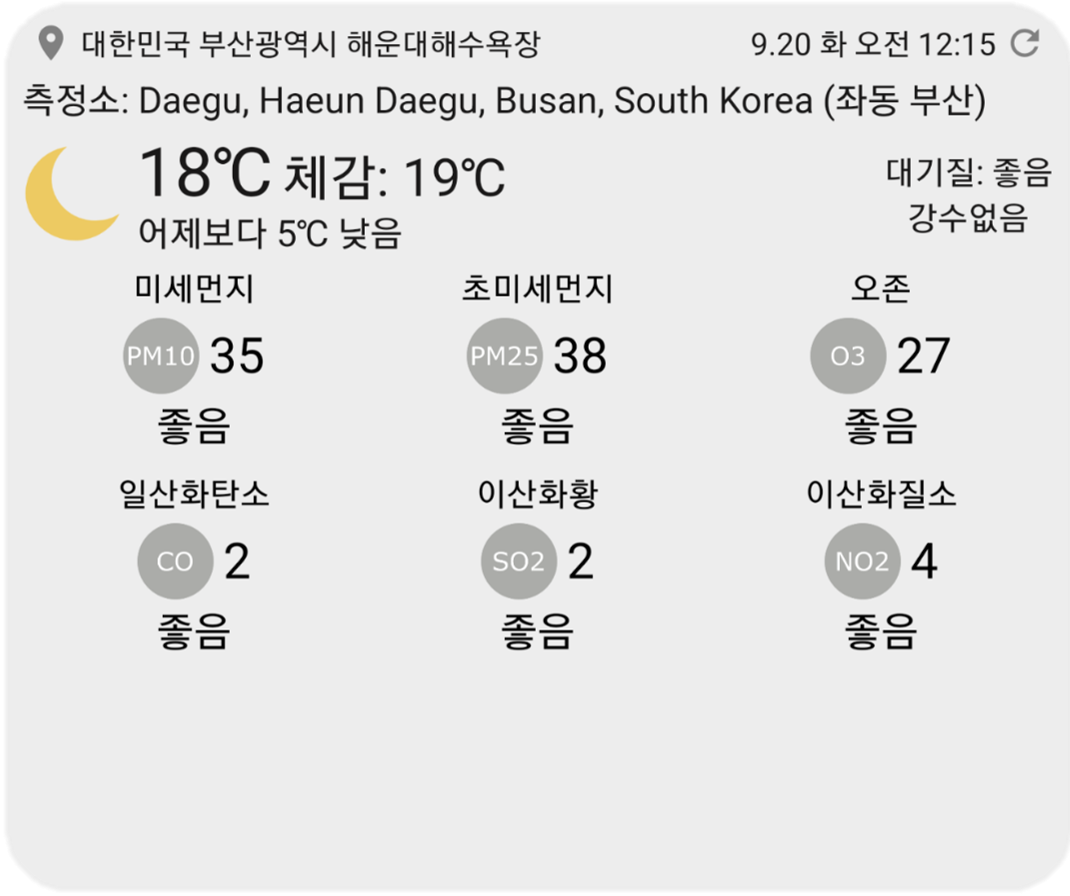 대한민국 부산광역시 해운대해수욕장 9.20 화 오전 12:15
측정소: Daegu, Haeun Daegu, Busan, South Korea (좌동 부산)
18℃ 체감: 19℃ 대기질: 좋음
어제보다 5℃ 낮음 강수없음
미세먼지 초미세먼지 오존
PM10 35 PM25 38 O3 27
좋음 좋음 좋음
일산화탄소 이산화황 이산화질소
CO 2 SO2 2 NO2 4
좋음 좋음 좋음